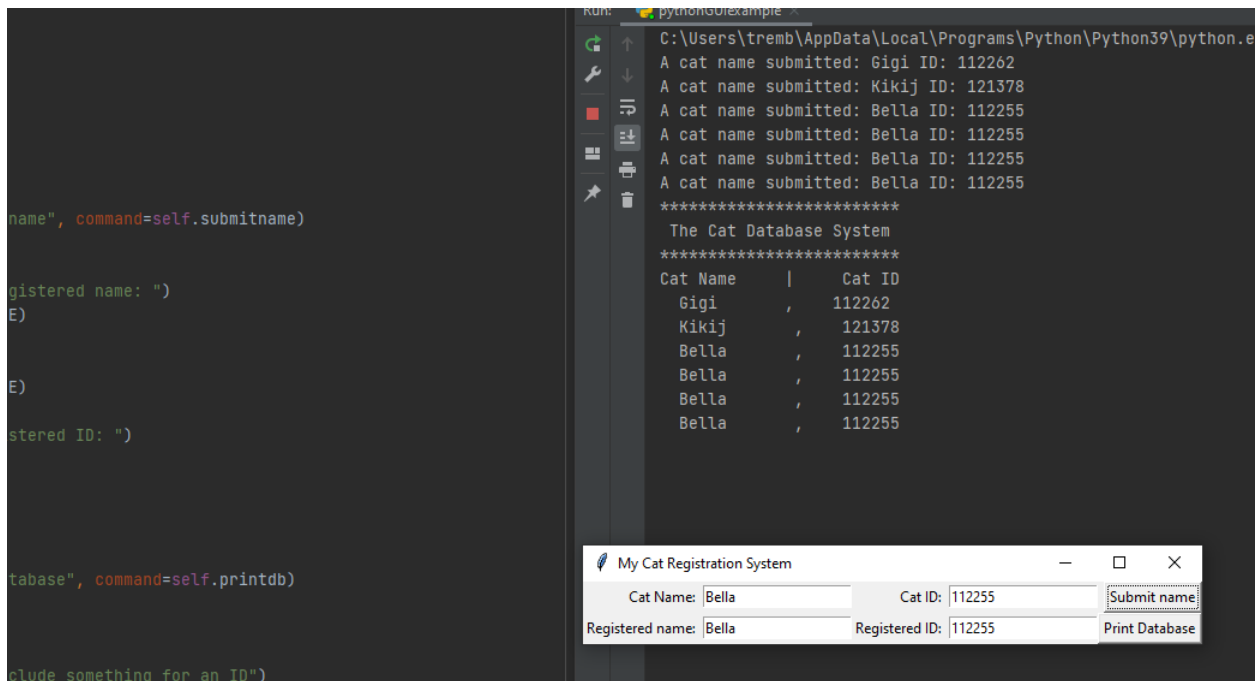 name", command=self.submitname)
gistered name: ")
E)
E)
stered ID: ")
tabase", command=self.printdb)
clude something for an ID")
Run: pythonGUIexample ×
C:\Users\tremb\AppData\Local\Programs\Python\Python39\python.e
A cat name submitted: Gigi ID: 112262
A cat name submitted: Kikij ID: 121378
A cat name submitted: Bella ID: 112255
A cat name submitted: Bella ID: 112255
A cat name submitted: Bella ID: 112255
A cat name submitted: Bella ID: 112255
*************************
The Cat Database System
*************************
Cat Name | Cat ID
Gigi , 112262
Kikij , 121378
Bella , 112255
Bella , 112255
Bella , 112255
Bella , 112255
My Cat Registration System
Cat Name: Bella Cat ID: 112255 Submit name
Registered name: Bella Registered ID: 112255 Print Database